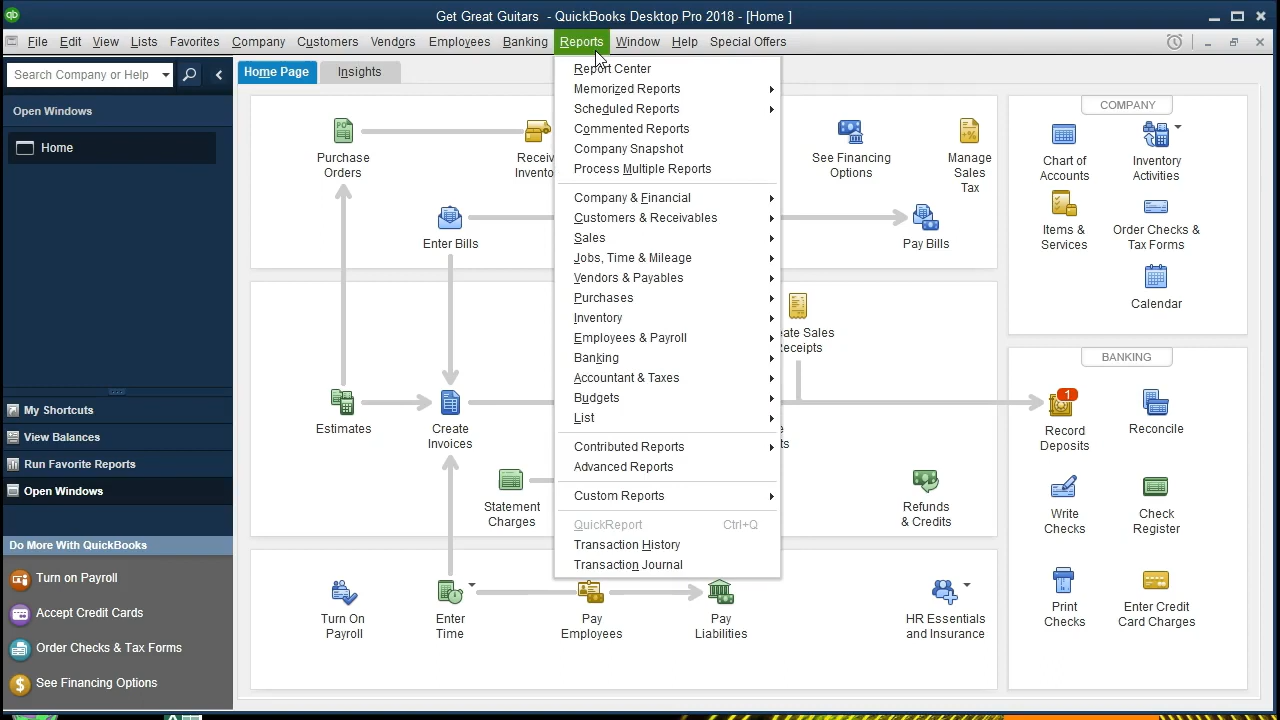 Get Great Guitars - QuickBooks Desktop Pro 2018 - [Home ]
File Edit View Lists Favorites Company Customers Vendors Employees Banking Reports Window Help Special Offers
Search Company or Help
Home Page
Insights
Open Windows
Home
My Shortcuts
View Balances
Run Favorite Reports
Open Windows
Do More With QuickBooks
Turn on Payroll
Accept Credit Cards
Order Checks & Tax Forms
See Financing Options
Purchase
Orders
PO
Enter Bills
See Financing
Options
Manage
Sales
Tax
Pay Bills
Estimates
Create
Invoices
Statement
Charges
Refunds
& Credits
Turn On
Payroll
Enter
Time
Pay
Employees
Pay
Liabilities
HR Essentials
and Insurance
Report Center
Memorized Reports
Scheduled Reports
Commented Reports
Company Snapshot
Process Multiple Reports
Company & Financial
Customers & Receivables
Sales
Jobs, Time & Mileage
Vendors & Payables
Purchases
Inventory
Employees & Payroll
Banking
Accountant & Taxes
Budgets
List
Contributed Reports
Advanced Reports
Custom Reports
QuickReport Ctrl+Q
Transaction History
Transaction Journal
COMPANY
Chart of
Accounts
Inventory
Activities
Items &
Services
Order Checks &
Tax Forms
Calendar
BANKING
1
Record
Deposits
Reconcile
Write
Checks
Check
Register
Print
Checks
Enter Credit
Card Charges